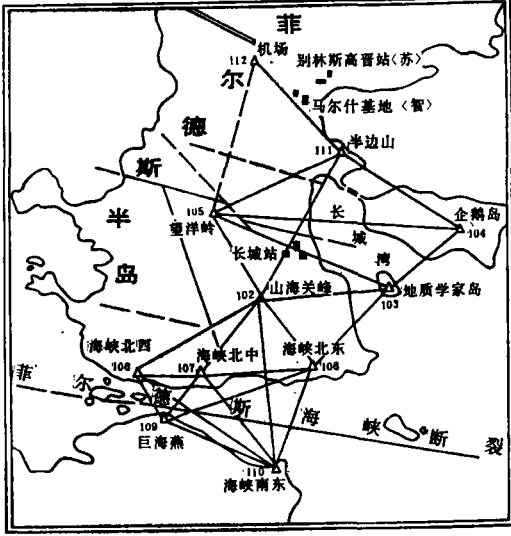 菲
机场
112
别林斯高晋站〈苏〉
尔
马尔什基地〈智〉
德
111
半边山
斯
半
105
望洋岭
长
城
湾
企鹅岛
104
长城站
岛
102
山海关峰
地质学家岛
103
海峡北西
108
海峡北中
107
海峡北东
106
菲 尔 德 斯 海 峡 断 裂
109
巨海燕
110
海峡南东